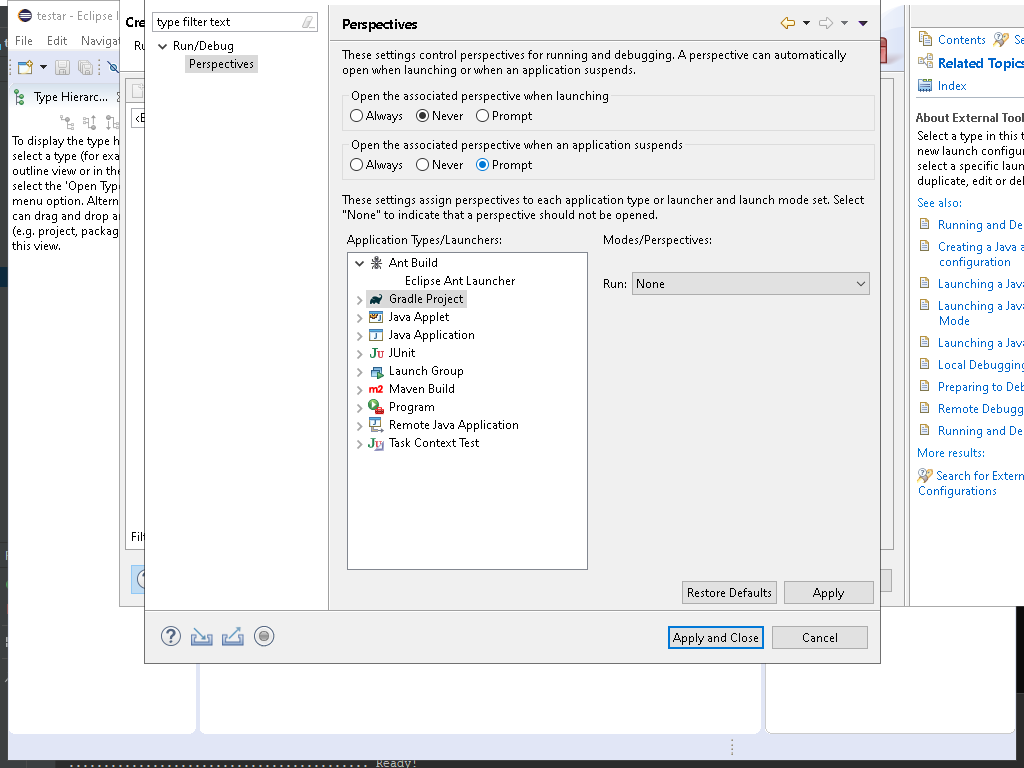 testar - Eclipse I
File Edit Navigat
Type Hierarc...
To display the type h
select a type (for exa
outline view or in the
select the 'Open Type
menu option. Altern
can drag and drop a
(e.g. project, packag
this view.
Cre
Ru
<E
Filt
type filter text
Run/Debug
Perspectives
Perspectives
These settings control perspectives for running and debugging. A perspective can automatically
open when launching or when an application suspends.
Open the associated perspective when launching
Always Never Prompt
Open the associated perspective when an application suspends
Always Never Prompt
These settings assign perspectives to each application type or launcher and launch mode set. Select
"None" to indicate that a perspective should not be opened.
Application Types/Launchers:
Modes/Perspectives:
Ant Build
Eclipse Ant Launcher
Gradle Project
Java Applet
Java Application
JUnit
Launch Group
m2 Maven Build
Program
Remote Java Application
Task Context Test
Run: None
Restore Defaults Apply
Apply and Close Cancel
Contents Se
Related Topics
Index
About External Tool
Select a type in this t
new launch configur
select a specific laun
duplicate, edit or del
See also:
Running and De
Creating a Java a
configuration
Launching a Java
Launching a Java
Mode
Launching a Java
Local Debugging
Preparing to Deb
Remote Debugg
Running and De
More results:
Search for Extern
Configurations
Ready!